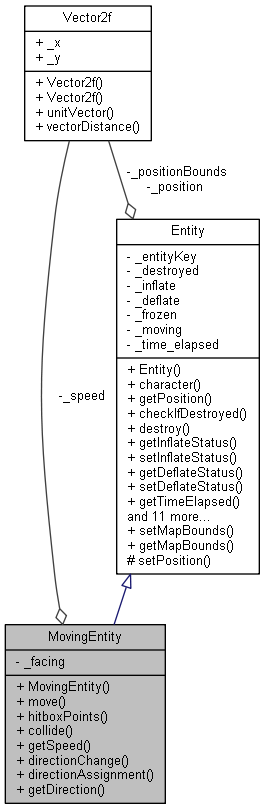 Vector2f
+ _x
+ _y
+ Vector2f()
+ Vector2f()
+ unitVector()
+ vectorDistance()
-_positionBounds
-_position
Entity
- _entityKey
- _destroyed
- _inflate
- _deflate
- _frozen
- _moving
- _time_elapsed
+ Entity()
+ character()
+ getPosition()
+ checkIfDestroyed()
+ destroy()
+ getInflateStatus()
+ setInflateStatus()
+ getDeflateStatus()
+ setDeflateStatus()
+ getTimeElapsed()
and 11 more...
+ setMapBounds()
+ getMapBounds()
# setPosition()
-_speed
MovingEntity
- _facing
+ MovingEntity()
+ move()
+ hitboxPoints()
+ collide()
+ getSpeed()
+ directionChange()
+ directionAssignment()
+ getDirection()